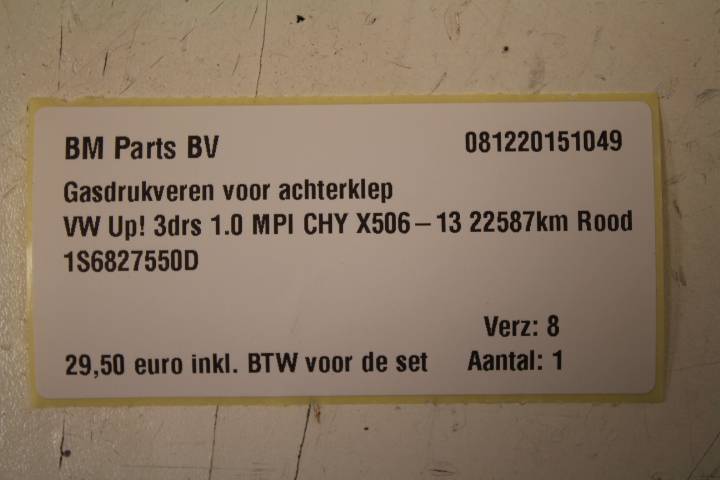 BM Parts BV 081220151049
Gasdrukveren voor achterklep
VW Up! 3drs 1.0 MPI CHY X506-13 22587km Rood
1S6827550D
Verz: 8
29,50 euro inkl. BTW voor de set Aantal: 1